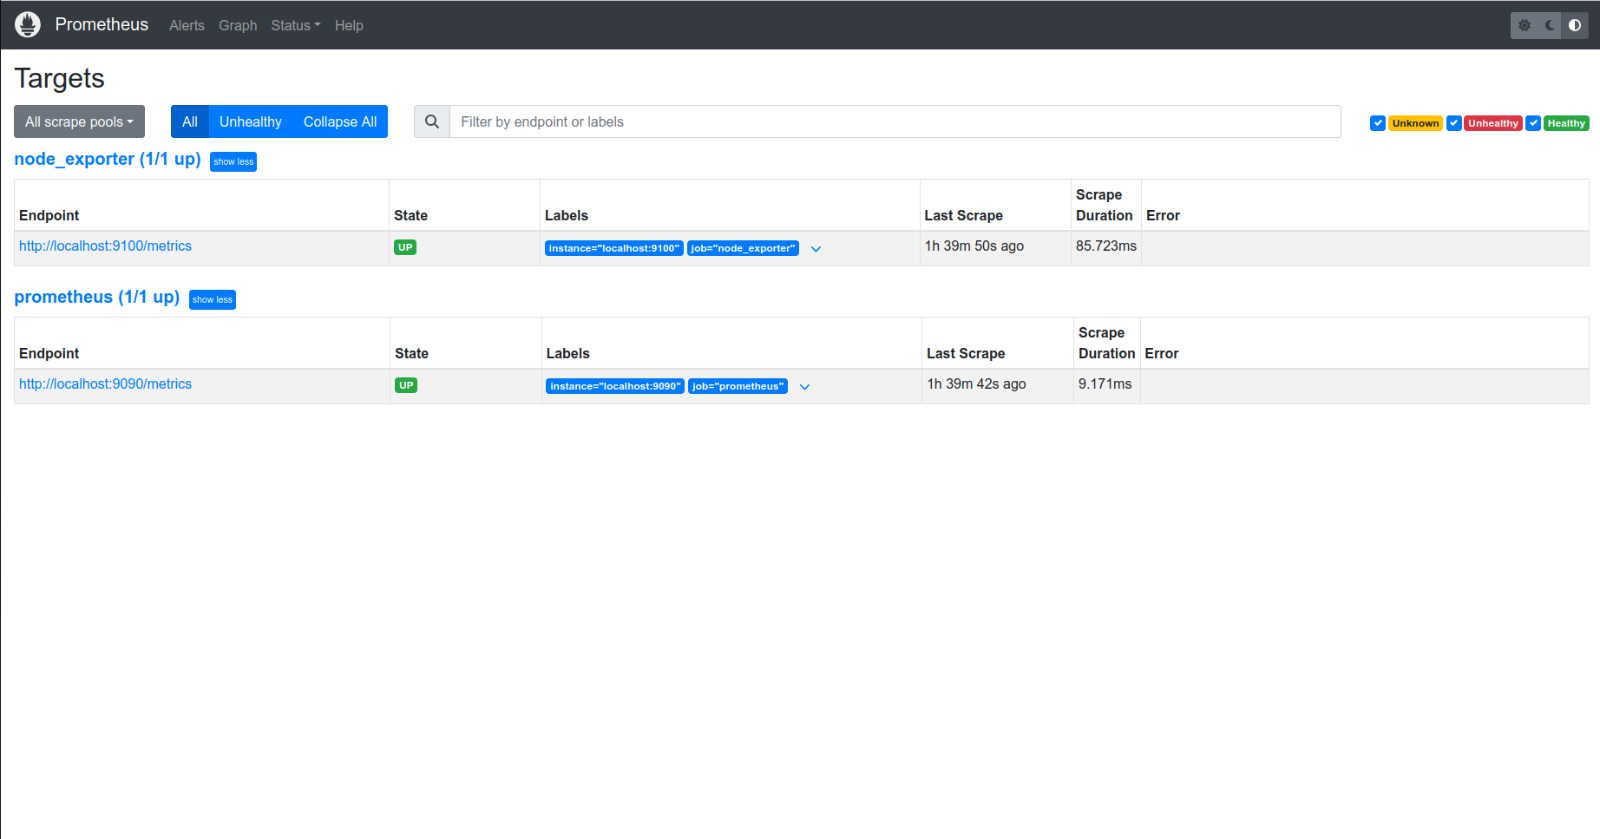 Prometheus Alerts Graph Status Help
Targets
All scrape pools All Unhealthy Collapse All Filter by endpoint or labels Unknown Unhealthy Healthy
node_exporter (1/1 up) show less
Endpoint State Labels Last Scrape Scrape Duration Error
http://localhost:9100/metrics UP instance="localhost:9100" job="node_exporter" 1h 39m 50s ago 85.723ms
prometheus (1/1 up) show less
Endpoint State Labels Last Scrape Scrape Duration Error
http://localhost:9090/metrics UP instance="localhost:9090" job="prometheus" 1h 39m 42s ago 9.171ms